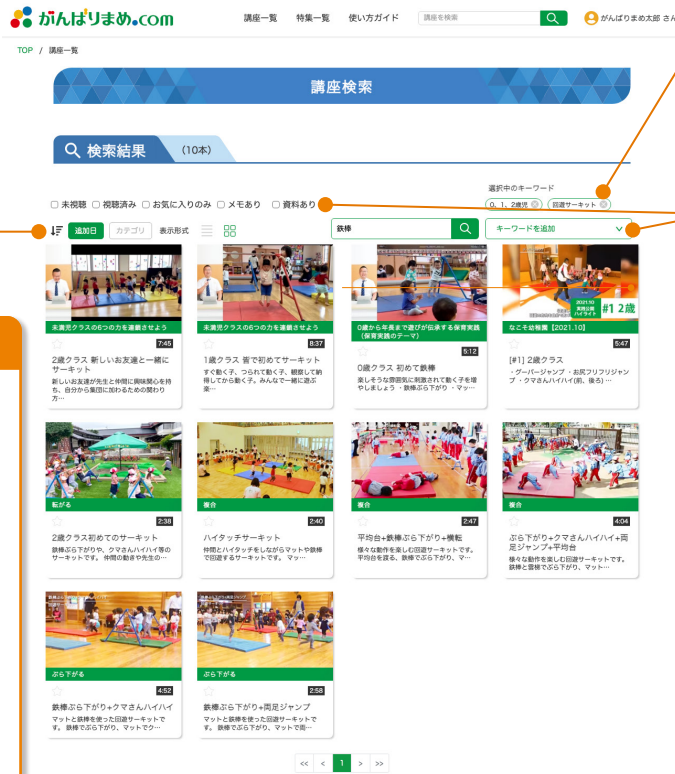 がんばりまめ.com
講座一覧 特集一覧 使い方ガイド 講座を検索 がんばりまめ太郎 さん
TOP / 講座一覧
講座検索
検索結果 (10本)
選択中のキーワード
未視聴 視聴済み お気に入りのみ メモあり 資料あり
0、1、2歳児 回遊サーキット
追加日 カテゴリ 表示形式
鉄棒
キーワードを追加
未満児クラスの6つの力を連鎖させよう
7:45
2歳クラス 新しいお友達と一緒に
サーキット
新しいお友達が先生と仲間に興味関心を持
ち、自分から集団に加わるための関わり
方…
未満児クラスの6つの力を連鎖させよう
8:37
1歳クラス 皆で初めてサーキット
すぐ動く子、つられて動く子、観察して納
得してから動く子。みんなで一緒に遊ぶ
楽…
0歳から年長まで遊びが伝承する保育実践
(保育実践のテーマ)
5:12
0歳クラス 初めて鉄棒
楽しそうな雰囲気に刺激されて動く子を増
やしましょう ・鉄棒ぶら下がり ・マッ…
2021.10
実践公開
ハイライト
#1 2歳
なこそ幼稚園【2021.10】
5:47
[#1] 2歳クラス
・グーパージャンプ ・お尻フリフリジャン
プ ・クマさんハイハイ(前、後ろ) …
転がる
2:38
2歳クラス初めてのサーキット
鉄棒ぶら下がりや、クマさんハイハイ等の
サーキットです。 仲間の動きや先生の…
複合
2:40
ハイタッチサーキット
仲間とハイタッチをしながらマットや鉄棒
で回遊するサーキットです。 マッ…
複合
2:47
平均台+鉄棒ぶら下がり+横転
様々な動作を楽しむ回遊サーキットです。
平均台を渡る、鉄棒でぶら下がり、マ…
複合
4:04
ぶら下がり+クマさんハイハイ+両
足ジャンプ+平均台
様々な動作を楽しむ回遊サーキットです。
鉄棒と雲梯でぶら下がり、マット…
ぶら下がる
4:52
鉄棒ぶら下がり+クマさんハイハイ
マットと鉄棒を使った回遊サーキットで
す。 鉄棒でぶら下がり、マットでク…
ぶら下がる
2:58
鉄棒ぶら下がり+両足ジャンプ
マットと鉄棒を使った回遊サーキットで
す。 鉄棒でぶら下がり、マットで両…
<< < 1 > >>